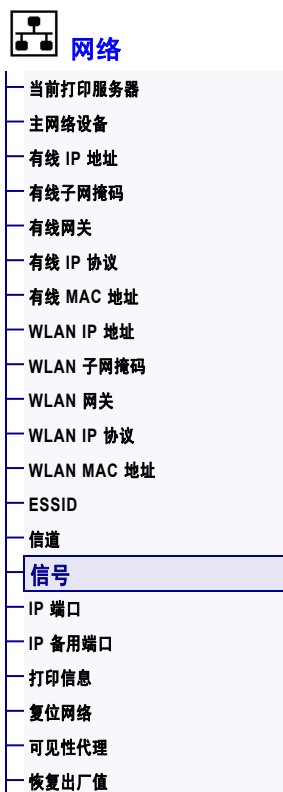 网络
当前打印服务器
主网络设备
有线 IP 地址
有线子网掩码
有线网关
有线 IP 协议
有线 MAC 地址
WLAN IP 地址
WLAN 子网掩码
WLAN 网关
WLAN IP 协议
WLAN MAC 地址
ESSID
信道
信号
IP 端口
IP 备用端口
打印信息
复位网络
可见性代理
恢复出厂值